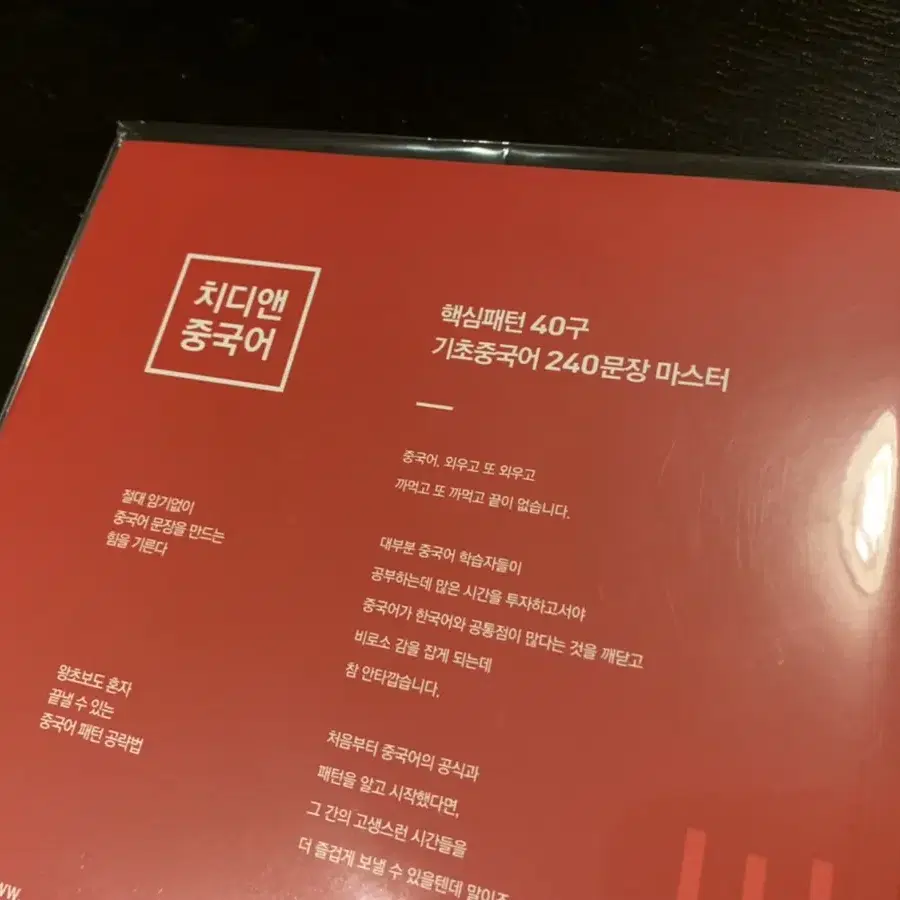 치디앤
중국어
핵심패턴 40구
기초중국어 240문장 마스터
중국어, 외우고 또 외우고
까먹고 또 까먹고 끝이 없습니다.
대부분 중국어 학습자들이
공부하는데 많은 시간을 투자하고서야
중국어가 한국어와 공통점이 많다는 것을 깨닫고
비로소 감을 잡게 되는데
참 안타깝습니다.
처음부터 중국어의 공식과
패턴을 알고 시작했다면,
그 간의 고생스런 시간들을
더 즐겁게 보낼 수 있을텐데 말이죠
절대 암기없이
중국어 문장을 만드는
힘을 기른다
왕초보도 혼자
끝낼 수 있는
중국어 패턴 공략법